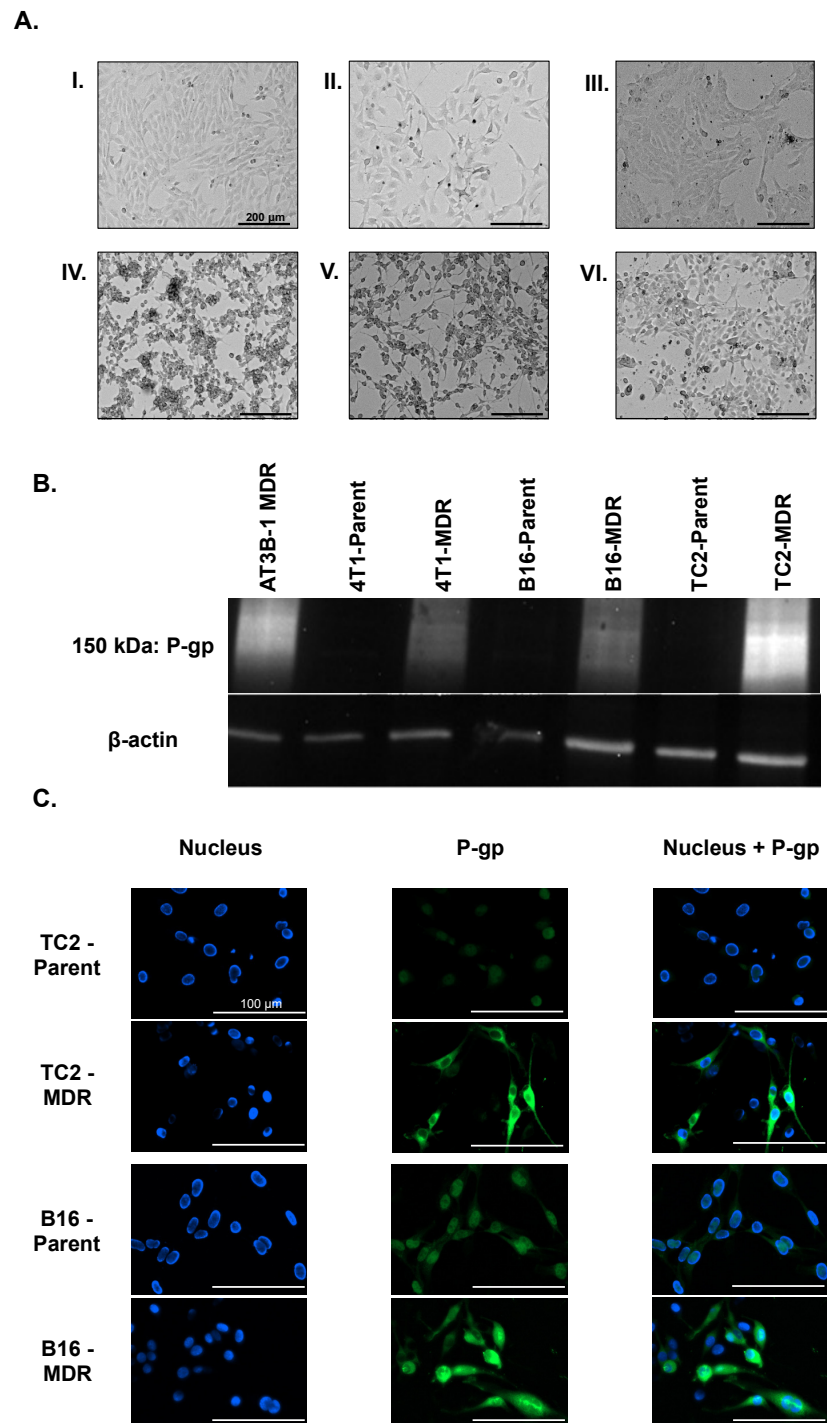 A.
I.
II.
III.
200 µm
IV.
V.
VI.
B.
AT3B-1 MDR
4T1-Parent
4T1-MDR
B16-Parent
B16-MDR
TC2-Parent
TC2-MDR
150 kDa: P-gp
β-actin
C.
Nucleus
P-gp
Nucleus + P-gp
TC2 -
Parent
100 µm
TC2 -
MDR
B16 -
Parent
B16 -
MDR